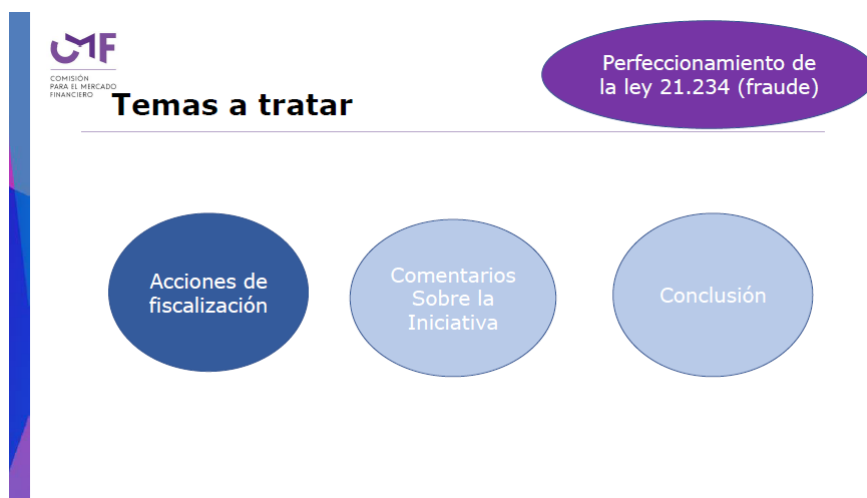 CMF
COMISIÓN
PARA EL MERCADO
FINANCIERO
Temas a tratar
Perfeccionamiento de
la ley 21.234 (fraude)
Acciones de
fiscalización
Comentarios
Sobre la
Iniciativa
Conclusión